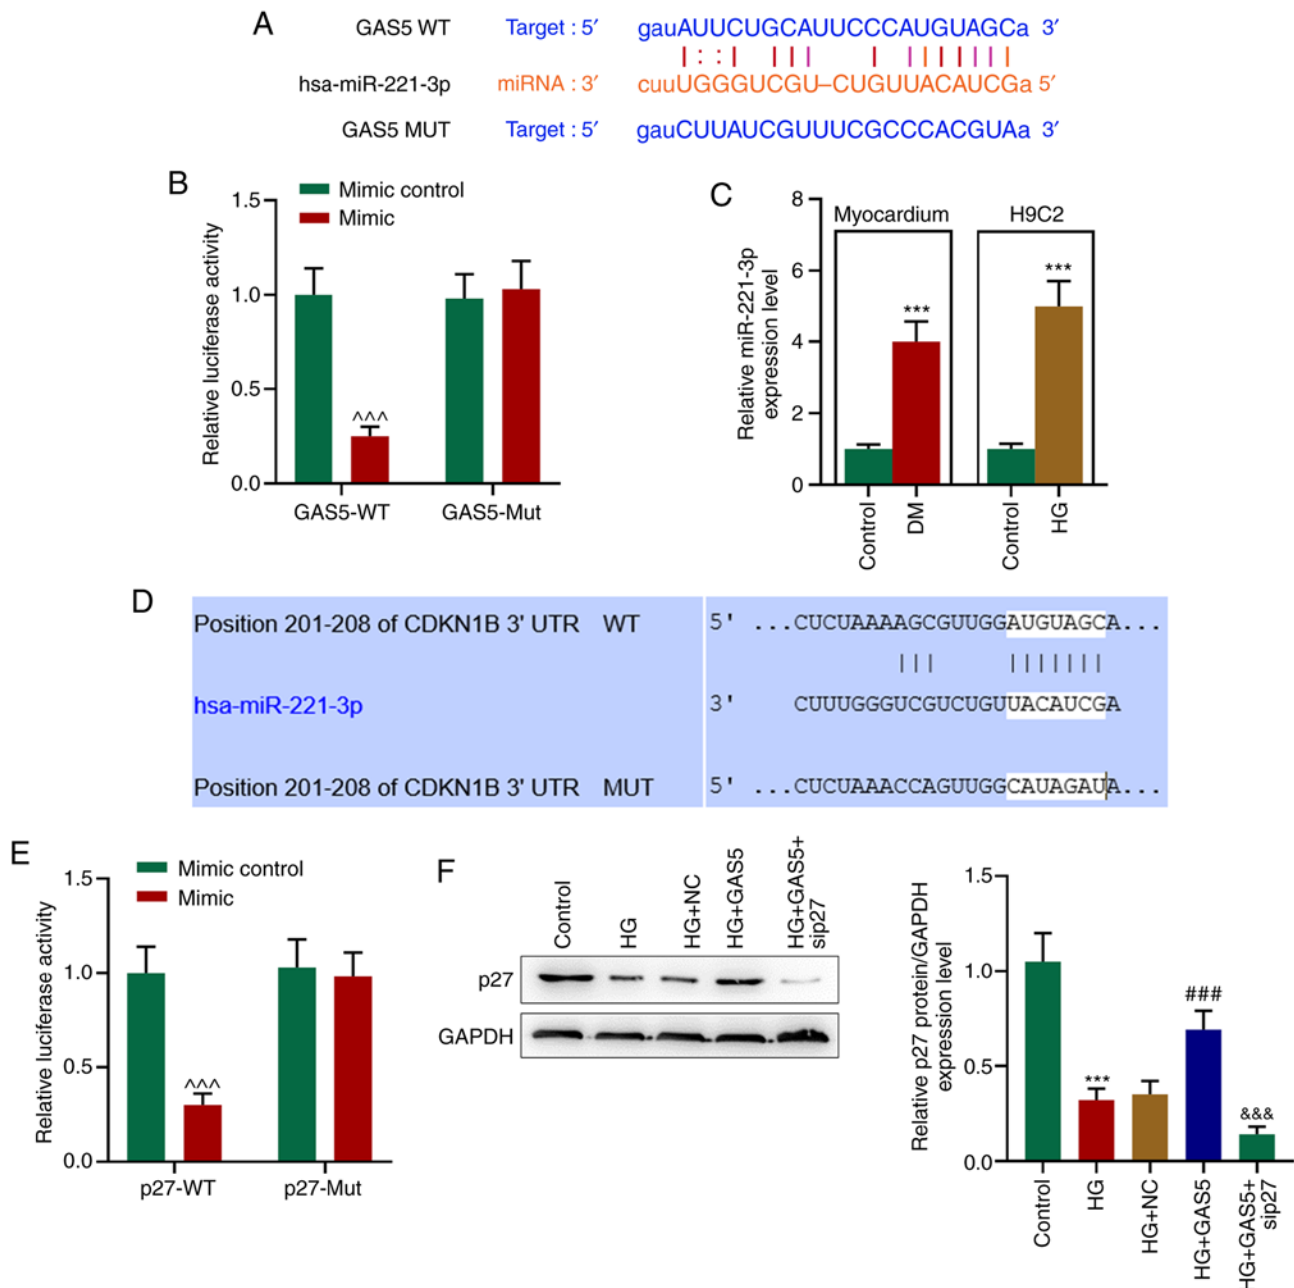 A
GAS5 WT Target : 5′ gauAUUCUGCAUUCCCAUGUAGCa 3′
hsa-miR-221-3p miRNA : 3′ cuuUGGGUCGU–CUGUUACAUCGa 5′
GAS5 MUT Target : 5′ gauCUUAUCGUUUCGCCCACGUAa 3′
B
Mimic control
Mimic
Relative luciferase activity
1.5
1.0
0.5
0.0
^^^
GAS5-WT GAS5-Mut
C
Relative miR-221-3p
expression level
8
6
4
2
0
Myocardium H9C2
***
***
Control
DM
Control
HG
D
Position 201-208 of CDKN1B 3' UTR WT 5' ...CUCUAAAAGCGUUGGAUGUAGCA...
hsa-miR-221-3p 3' CUUUGGGUCGUCUGUUACAUCGA
Position 201-208 of CDKN1B 3' UTR MUT 5' ...CUCUAAACCAGUUGGCAUAGAUA...
E
Mimic control
Mimic
Relative luciferase activity
1.5
1.0
0.5
0.0
^^^
p27-WT p27-Mut
F
Control
HG
HG+NC
HG+GAS5
HG+GAS5+
sip27
p27
GAPDH
Relative p27 protein/GAPDH
expression level
1.5
1.0
0.5
0.0
***
###
&&&
Control
HG
HG+NC
HG+GAS5
HG+GAS5+
sip27